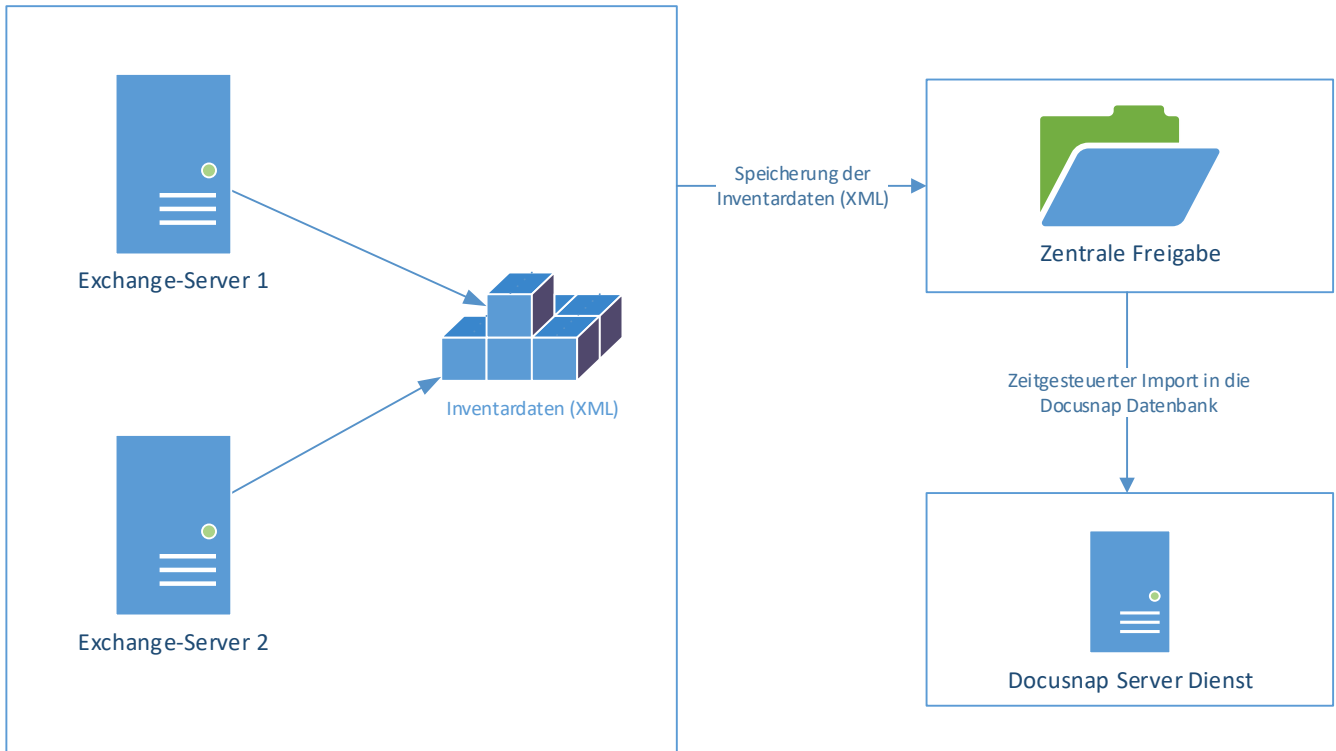 Exchange-Server 1
Inventardaten (XML)
Exchange-Server 2
Speicherung der
Inventardaten (XML)
Zentrale Freigabe
Zeitgesteuerter Import in die
Docusnap Datenbank
Docusnap Server Dienst